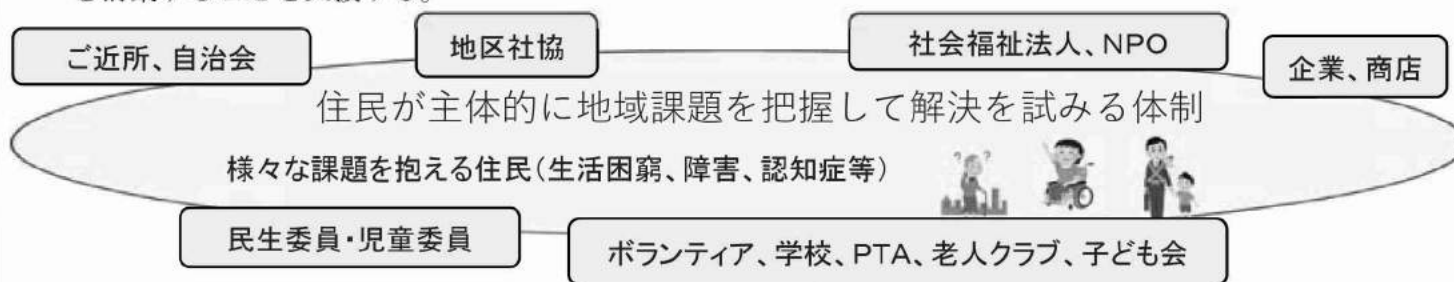 ご近所、自治会
地区社協
社会福祉法人、NPO
企業、商店
住民が主体的に地域課題を把握して解決を試みる体制
様々な課題を抱える住民(生活困窮、障害、認知症等)
民生委員・児童委員
ボランティア、学校、PTA、老人クラブ、子ども会